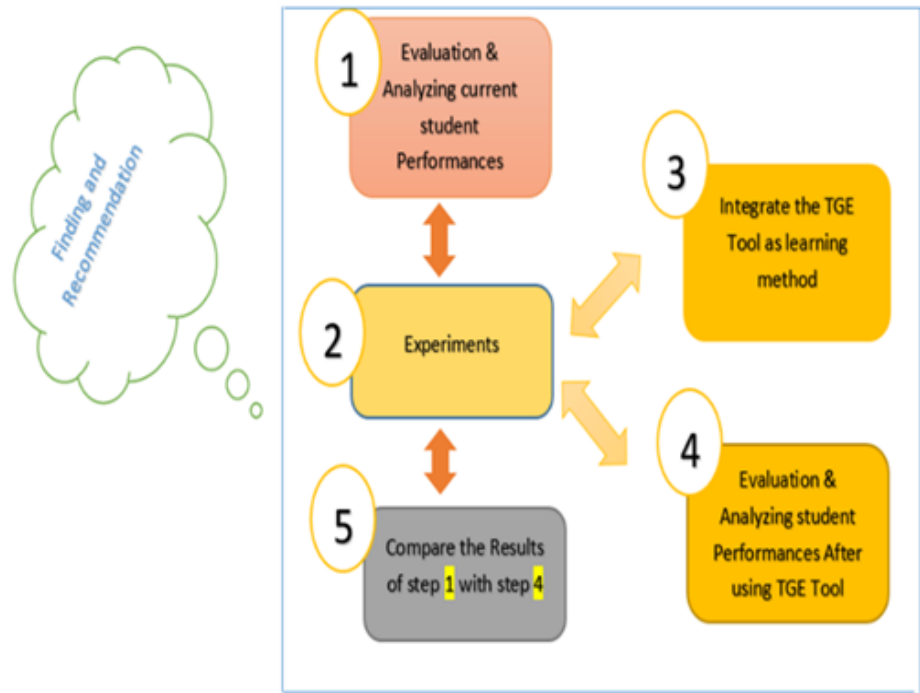 Finding and
Recommendation
1
Evaluation &
Analyzing current
student
Performances
2
Experiments
3
Integrate the TGE
Tool as learning
method
4
Evaluation &
Analyzing student
Performances After
using TGE Tool
5
Compare the Results
of step 1 with step 4